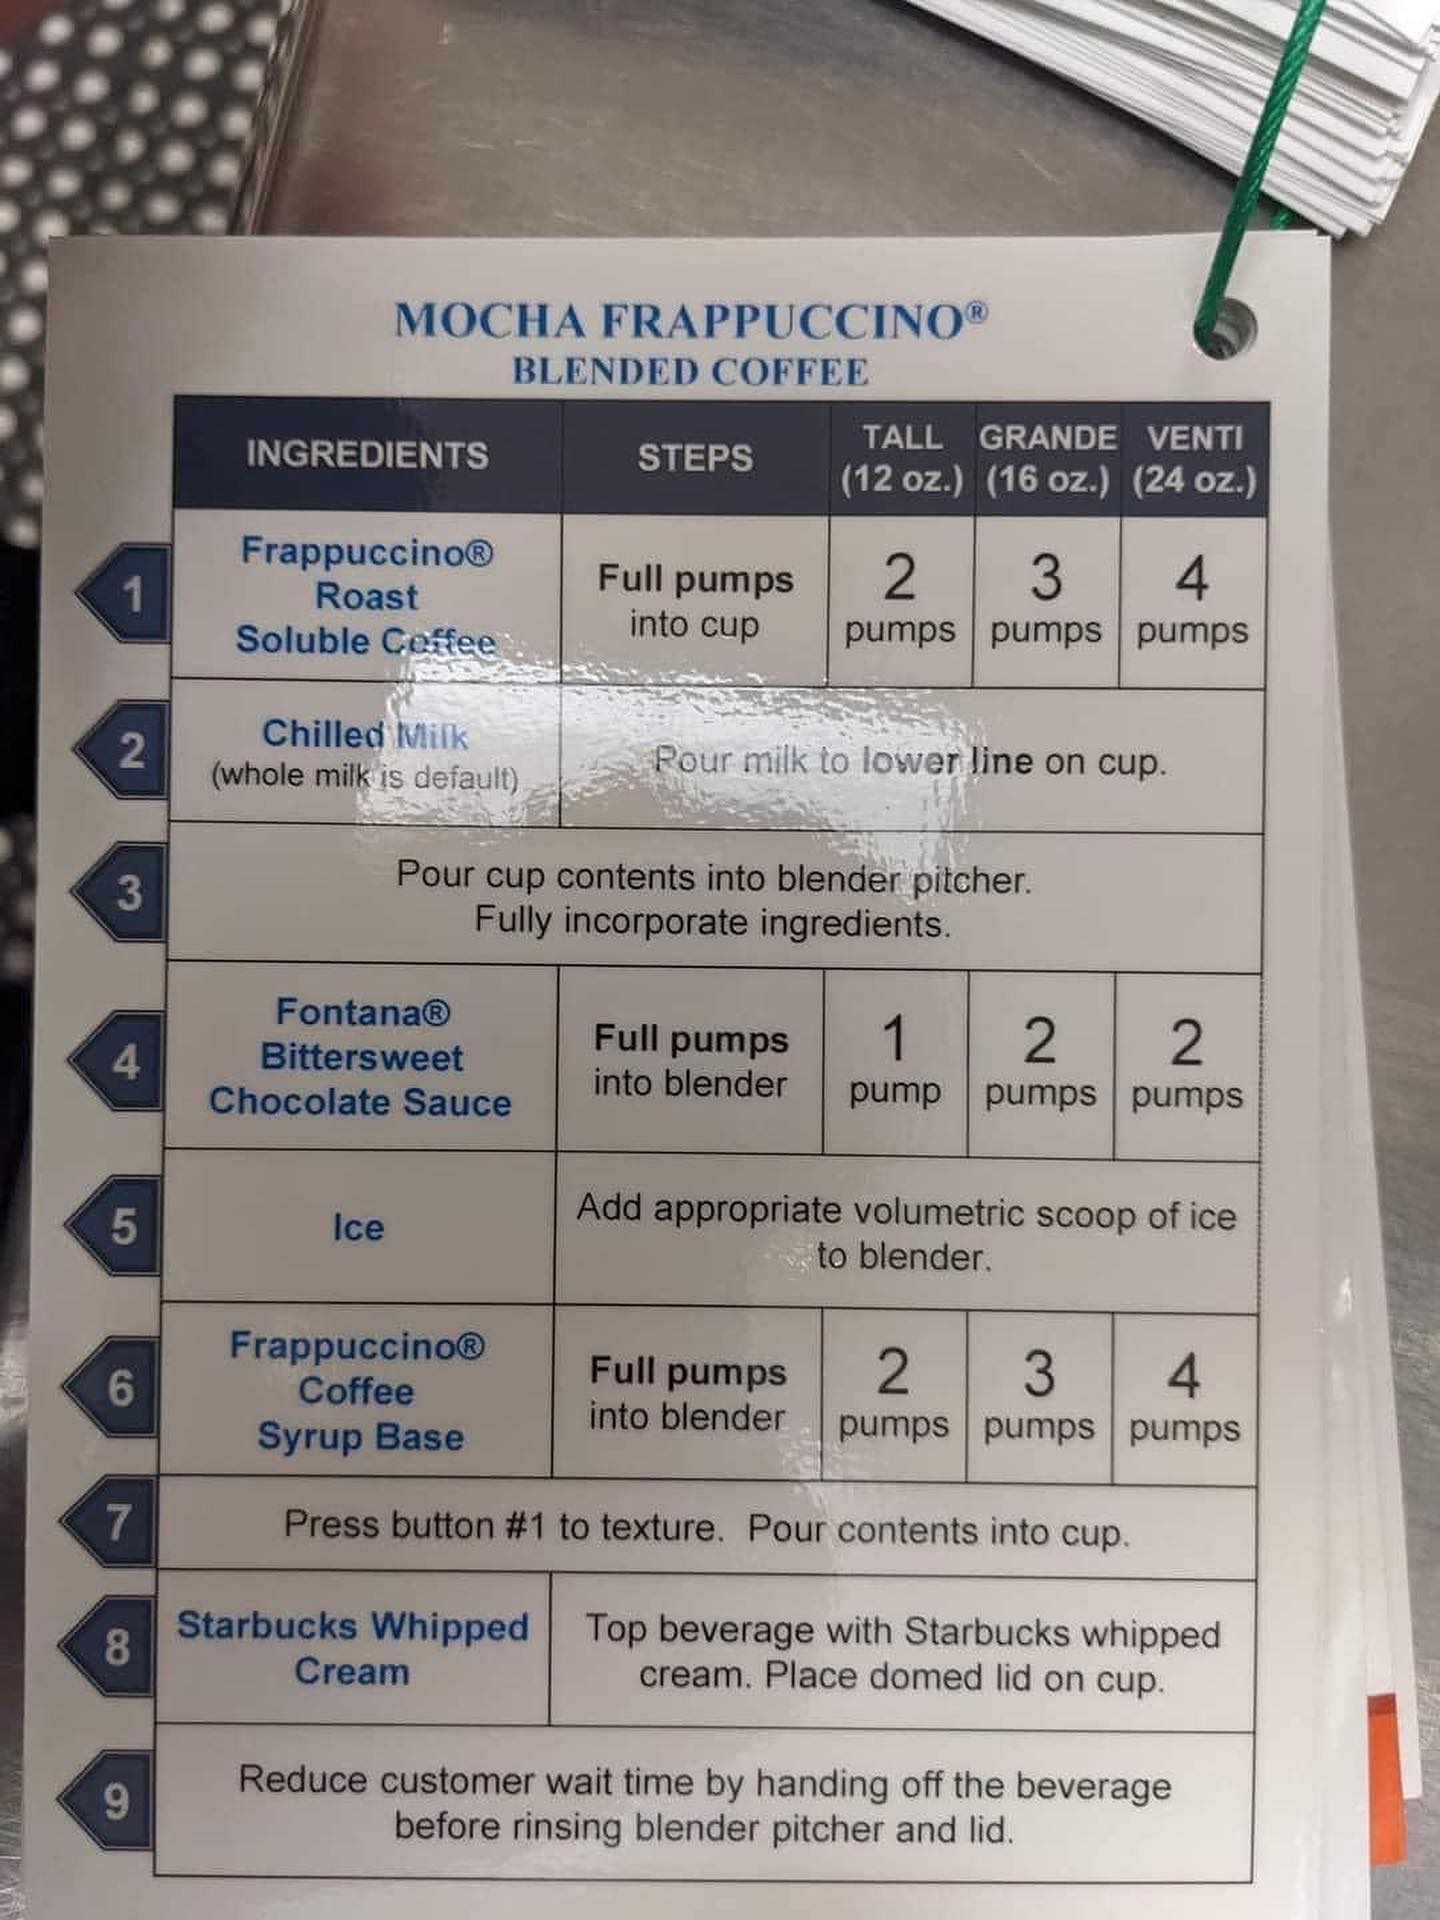 MOCHA FRAPPUCCINO®
BLENDED COFFEE
INGREDIENTS STEPS TALL (12 oz.) GRANDE (16 oz.) VENTI (24 oz.)
1
Frappuccino®
Roast
Soluble Coffee
Full pumps
into cup
2 pumps
3 pumps
4 pumps
2
Chilled Milk
(whole milk is default)
Pour milk to lower line on cup.
3
Pour cup contents into blender pitcher.
Fully incorporate ingredients.
4
Fontana®
Bittersweet
Chocolate Sauce
Full pumps
into blender
1 pump
2 pumps
2 pumps
5
Ice
Add appropriate volumetric scoop of ice
to blender.
6
Frappuccino®
Coffee
Syrup Base
Full pumps
into blender
2 pumps
3 pumps
4 pumps
7
Press button #1 to texture. Pour contents into cup.
8
Starbucks Whipped
Cream
Top beverage with Starbucks whipped
cream. Place domed lid on cup.
9
Reduce customer wait time by handing off the beverage
before rinsing blender pitcher and lid.